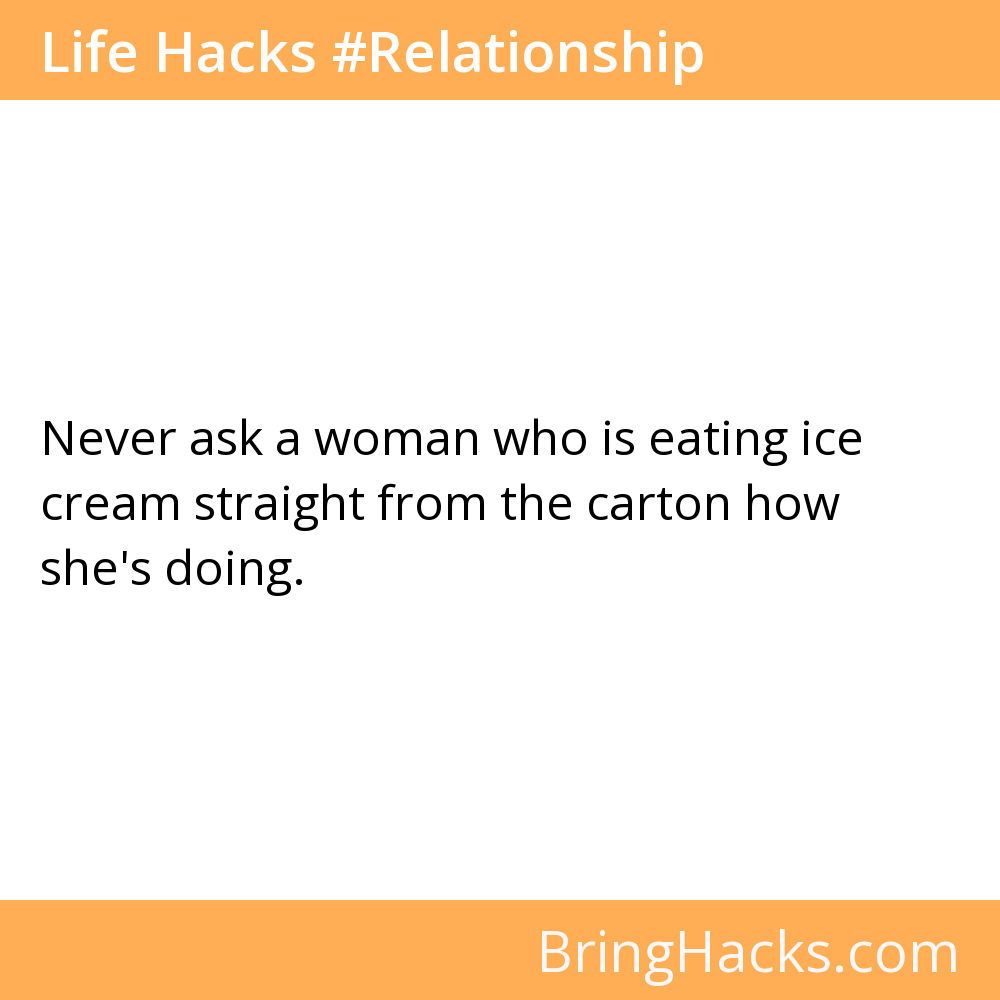 Life Hacks #Relationship
Never ask a woman who is eating ice
cream straight from the carton how
she's doing.
BringHacks.com